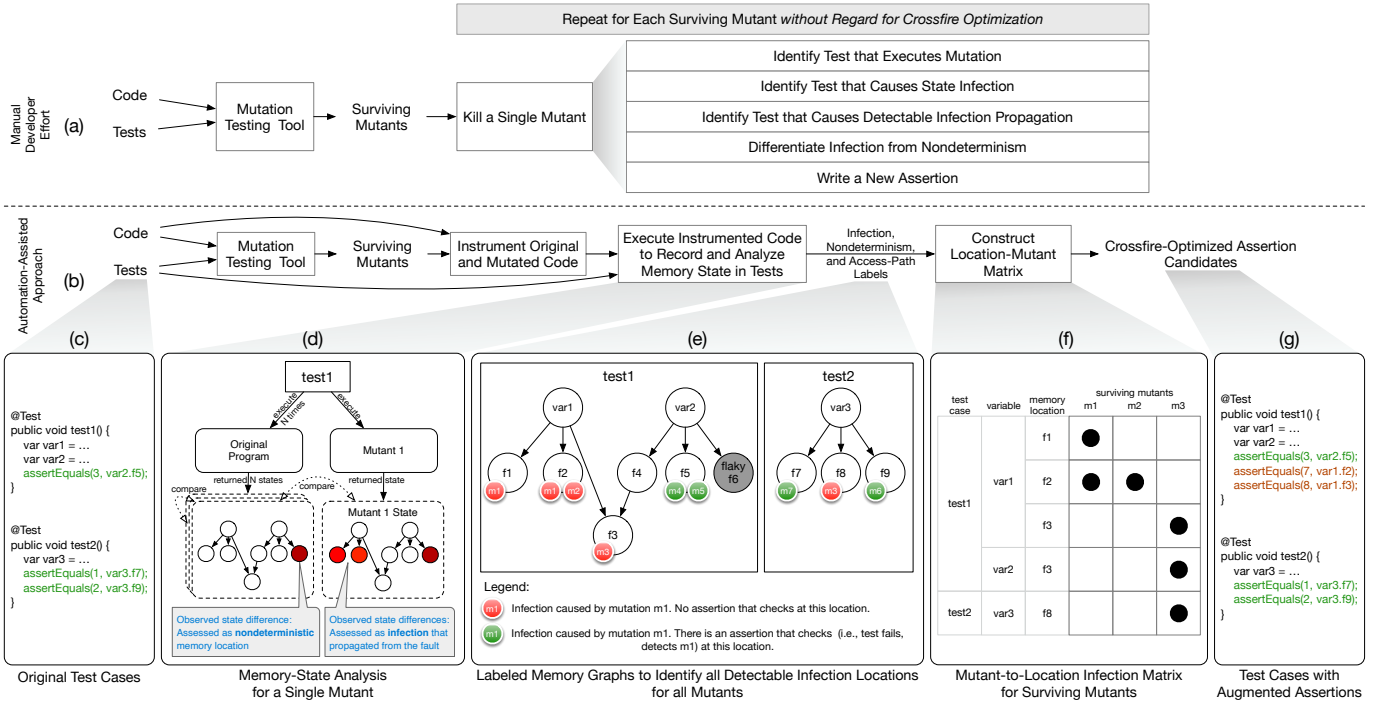 Repeat for Each Surviving Mutant without Regard for Crossfire Optimization
Manual
Developer
Effort
(a)
Code
Tests
Mutation
Testing Tool
Surviving
Mutants
Kill a Single Mutant
Identify Test that Executes Mutation
Identify Test that Causes State Infection
Identify Test that Causes Detectable Infection Propagation
Differentiate Infection from Nondeterminism
Write a New Assertion
Automation-Assisted
Approach
(b)
Code
Tests
Mutation
Testing Tool
Surviving
Mutants
Instrument Original
and Mutated Code
Execute Instrumented Code
to Record and Analyze
Memory State in Tests
Infection,
Nondeterminism,
and Access-Path
Labels
Construct
Location-Mutant
Matrix
Crossfire-Optimized Assertion
Candidates
(c)
@Test
public void test1() {
var var1 = ...
var var2 = ...
assertEquals(3, var2.f5);
}
@Test
public void test2() {
var var3 = ...
assertEquals(1, var3.f7);
assertEquals(2, var3.f9);
}
Original Test Cases
(d)
test1
execute
N times
execute
Original
Program
Mutant 1
returned N states
returned state
compare
compare
Mutant 1 State
Observed state difference:
Assessed as nondeterministic
memory location
Observed state differences:
Assessed as infection that
propagated from the fault
Memory-State Analysis
for a Single Mutant
(e)
test1
var1
var2
f1
f2
f4
f5
flaky
f6
m1
m1
m2
m4
m5
f3
m3
test2
var3
f7
f8
f9
m7
m3
m6
Legend:
m1
Infection caused by mutation m1. No assertion that checks at this location.
m1
Infection caused by mutation m1. There is an assertion that checks (i.e., test fails,
detects m1) at this location.
Labeled Memory Graphs to Identify all Detectable Infection Locations
for all Mutants
(f)
surviving mutants
test
case
variable
memory
location
m1
m2
m3
test1
var1
f1
f2
f3
var2
f3
test2
var3
f8
Mutant-to-Location Infection Matrix
for Surviving Mutants
(g)
@Test
public void test1() {
var var1 = ...
var var2 = ...
assertEquals(3, var2.f5);
assertEquals(7, var1.f2);
assertEquals(8, var1.f3);
}
@Test
public void test2() {
var var3 = ...
assertEquals(1, var3.f7);
assertEquals(2, var3.f9);
}
Test Cases with
Augmented Assertions